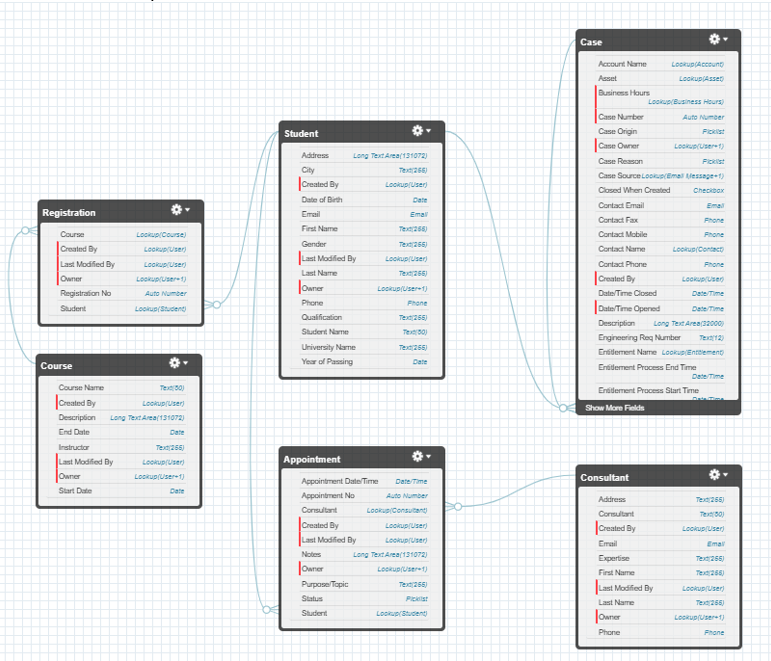 Student
Address Long Text Area(131072)
City Text(255)
Created By Lookup(User)
Date of Birth Date
Email Email
First Name Text(255)
Gender Text(255)
Last Modified By Lookup(User)
Last Name Text(255)
Owner Lookup(User+1)
Phone Phone
Qualification Text(255)
Student Name Text(50)
University Name Text(255)
Year of Passing Date
Registration
Course Lookup(Course)
Created By Lookup(User)
Last Modified By Lookup(User)
Owner Lookup(User+1)
Registration No Auto Number
Student Lookup(Student)
Course
Course Name Text(50)
Created By Lookup(User)
Description Long Text Area(131072)
End Date Date
Instructor Text(255)
Last Modified By Lookup(User)
Owner Lookup(User+1)
Start Date Date
Appointment
Appointment Date/Time Date/Time
Appointment No Auto Number
Consultant Lookup(Consultant)
Created By Lookup(User)
Last Modified By Lookup(User)
Notes Long Text Area(131072)
Owner Lookup(User+1)
Purpose/Topic Text(255)
Status Picklist
Student Lookup(Student)
Case
Account Name Lookup(Account)
Asset Lookup(Asset)
Business Hours
Lookup(Business Hours)
Case Number Auto Number
Case Origin Picklist
Case Owner Lookup(User+1)
Case Reason Picklist
Case Source Lookup(Email Message+1)
Closed When Created Checkbox
Contact Email Email
Contact Fax Phone
Contact Mobile Phone
Contact Name Lookup(Contact)
Contact Phone Phone
Created By Lookup(User)
Date/Time Closed Date/Time
Date/Time Opened Date/Time
Description Long Text Area(32000)
Engineering Req Number Text(12)
Entitlement Name Lookup(Entitlement)
Entitlement Process End Time
Date/Time
Entitlement Process Start Time
Date/Time
Show More Fields
Consultant
Address Text(255)
Consultant Text(50)
Created By Lookup(User)
Email Email
Expertise Text(255)
First Name Text(255)
Last Modified By Lookup(User)
Last Name Text(255)
Owner Lookup(User+1)
Phone Phone